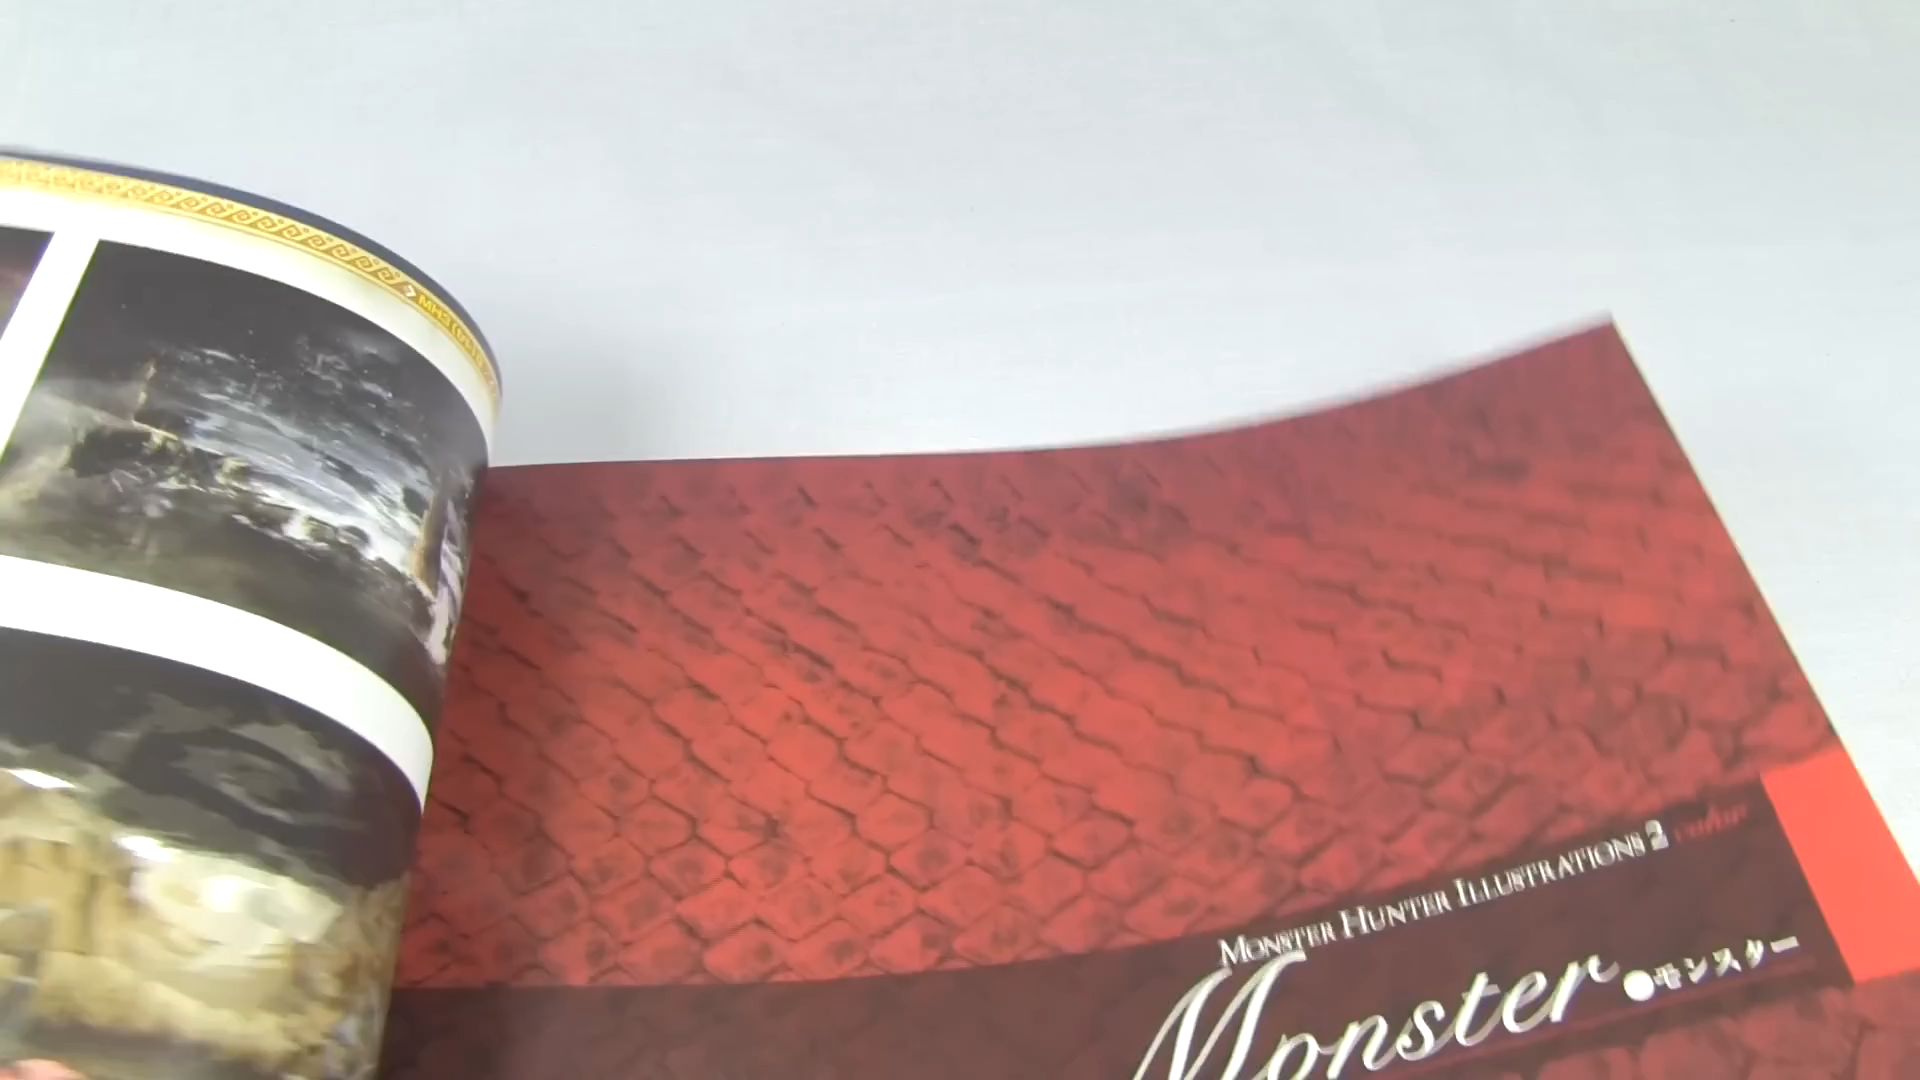 MONSTER HUNTER ILLUSTRATIONS 2
Monster
●モンスター